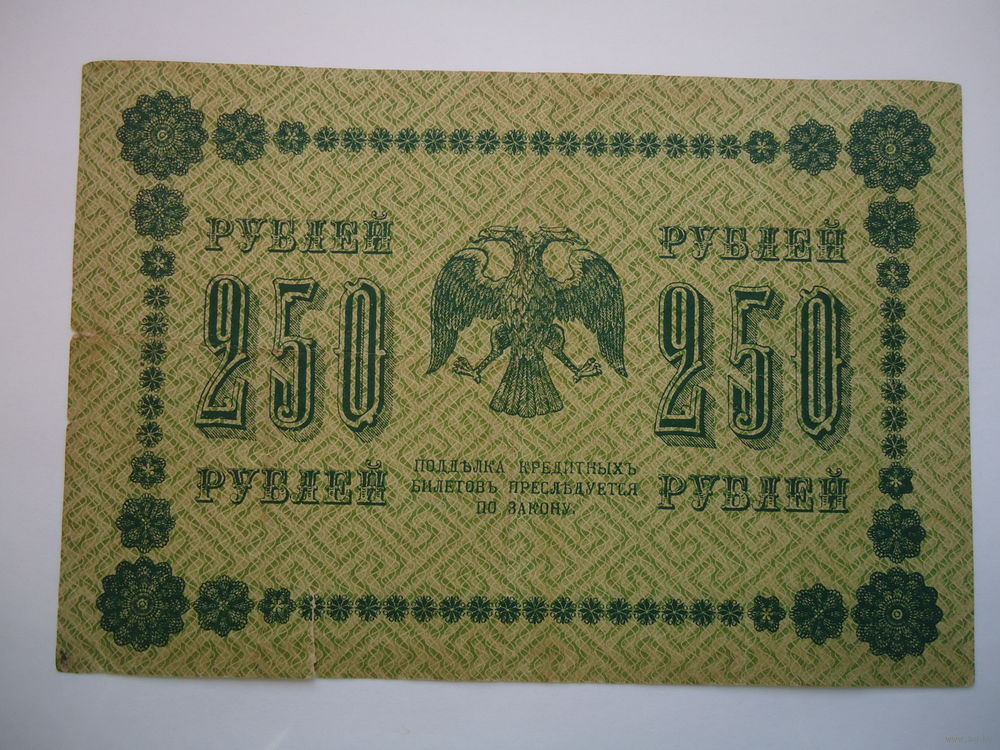 РУБЛЕЙ
250
РУБЛЕЙ
РУБЛЕЙ
250
РУБЛЕЙ
ПОДДѢЛКА КРЕДИТНЫХЪ
БИЛЕТОВЪ ПРЕСЛѢДУЕТСЯ
ПО ЗАКОНУ.